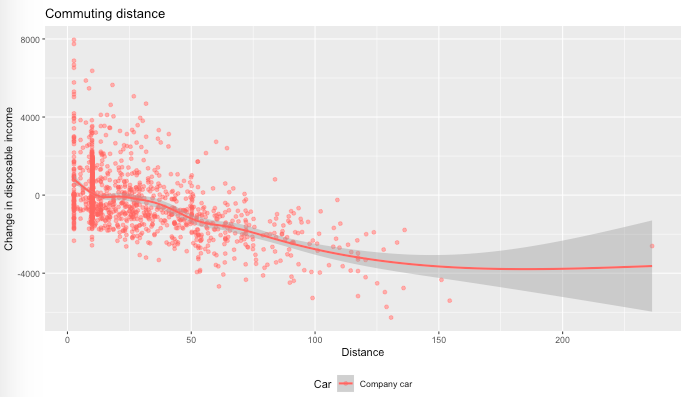 Commuting distance
Change in disposable income
8000
4000
0
-4000
0 50 100 150 200
Distance
Car Company car